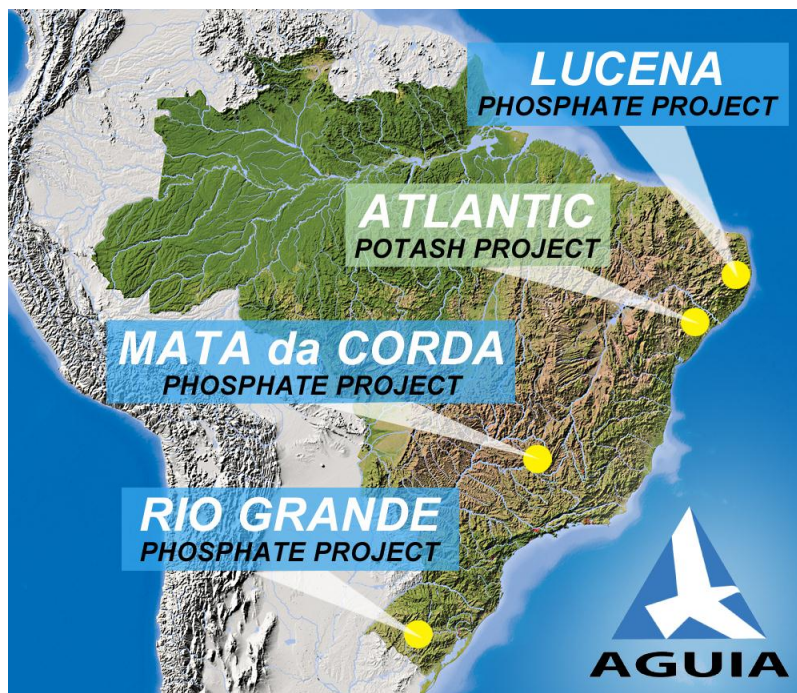 LUCENA
PHOSPHATE PROJECT
ATLANTIC
POTASH PROJECT
MATA da CORDA
PHOSPHATE PROJECT
RIO GRANDE
PHOSPHATE PROJECT
AGUIA